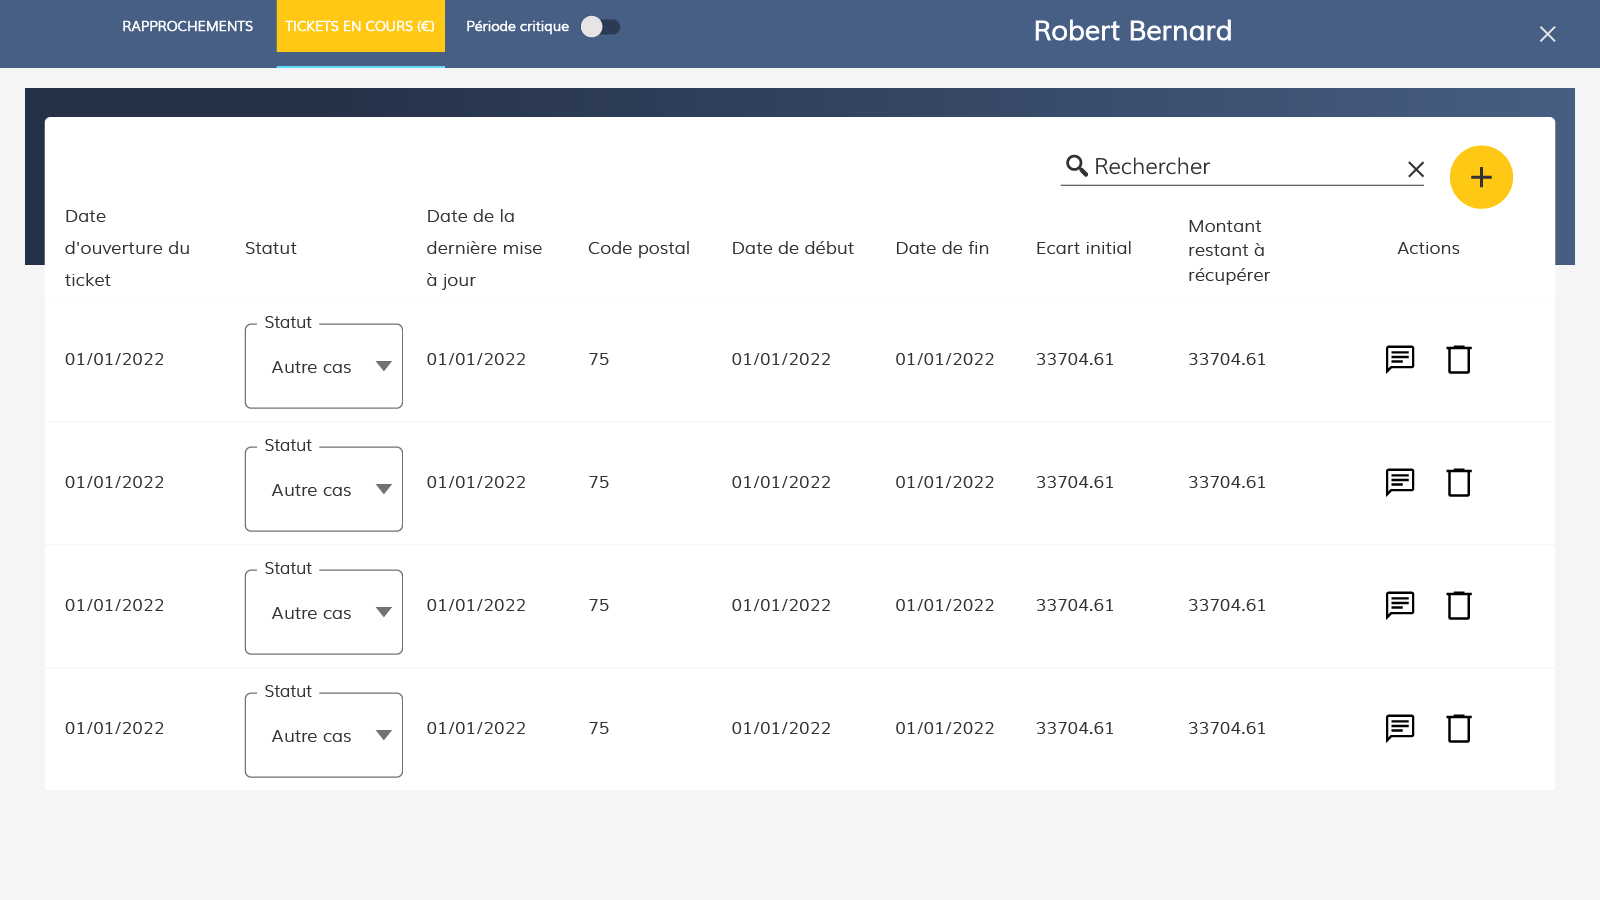 RAPPROCHEMENTS TICKETS EN COURS (€) Période critique Robert Bernard
Rechercher
Date d'ouverture du ticket
Statut
Date de la dernière mise à jour
Code postal
Date de début
Date de fin
Ecart initial
Montant restant à récupérer
Actions
Statut
01/01/2022 Autre cas 01/01/2022 75 01/01/2022 01/01/2022 33704.61 33704.61
Statut
01/01/2022 Autre cas 01/01/2022 75 01/01/2022 01/01/2022 33704.61 33704.61
Statut
01/01/2022 Autre cas 01/01/2022 75 01/01/2022 01/01/2022 33704.61 33704.61
Statut
01/01/2022 Autre cas 01/01/2022 75 01/01/2022 01/01/2022 33704.61 33704.61